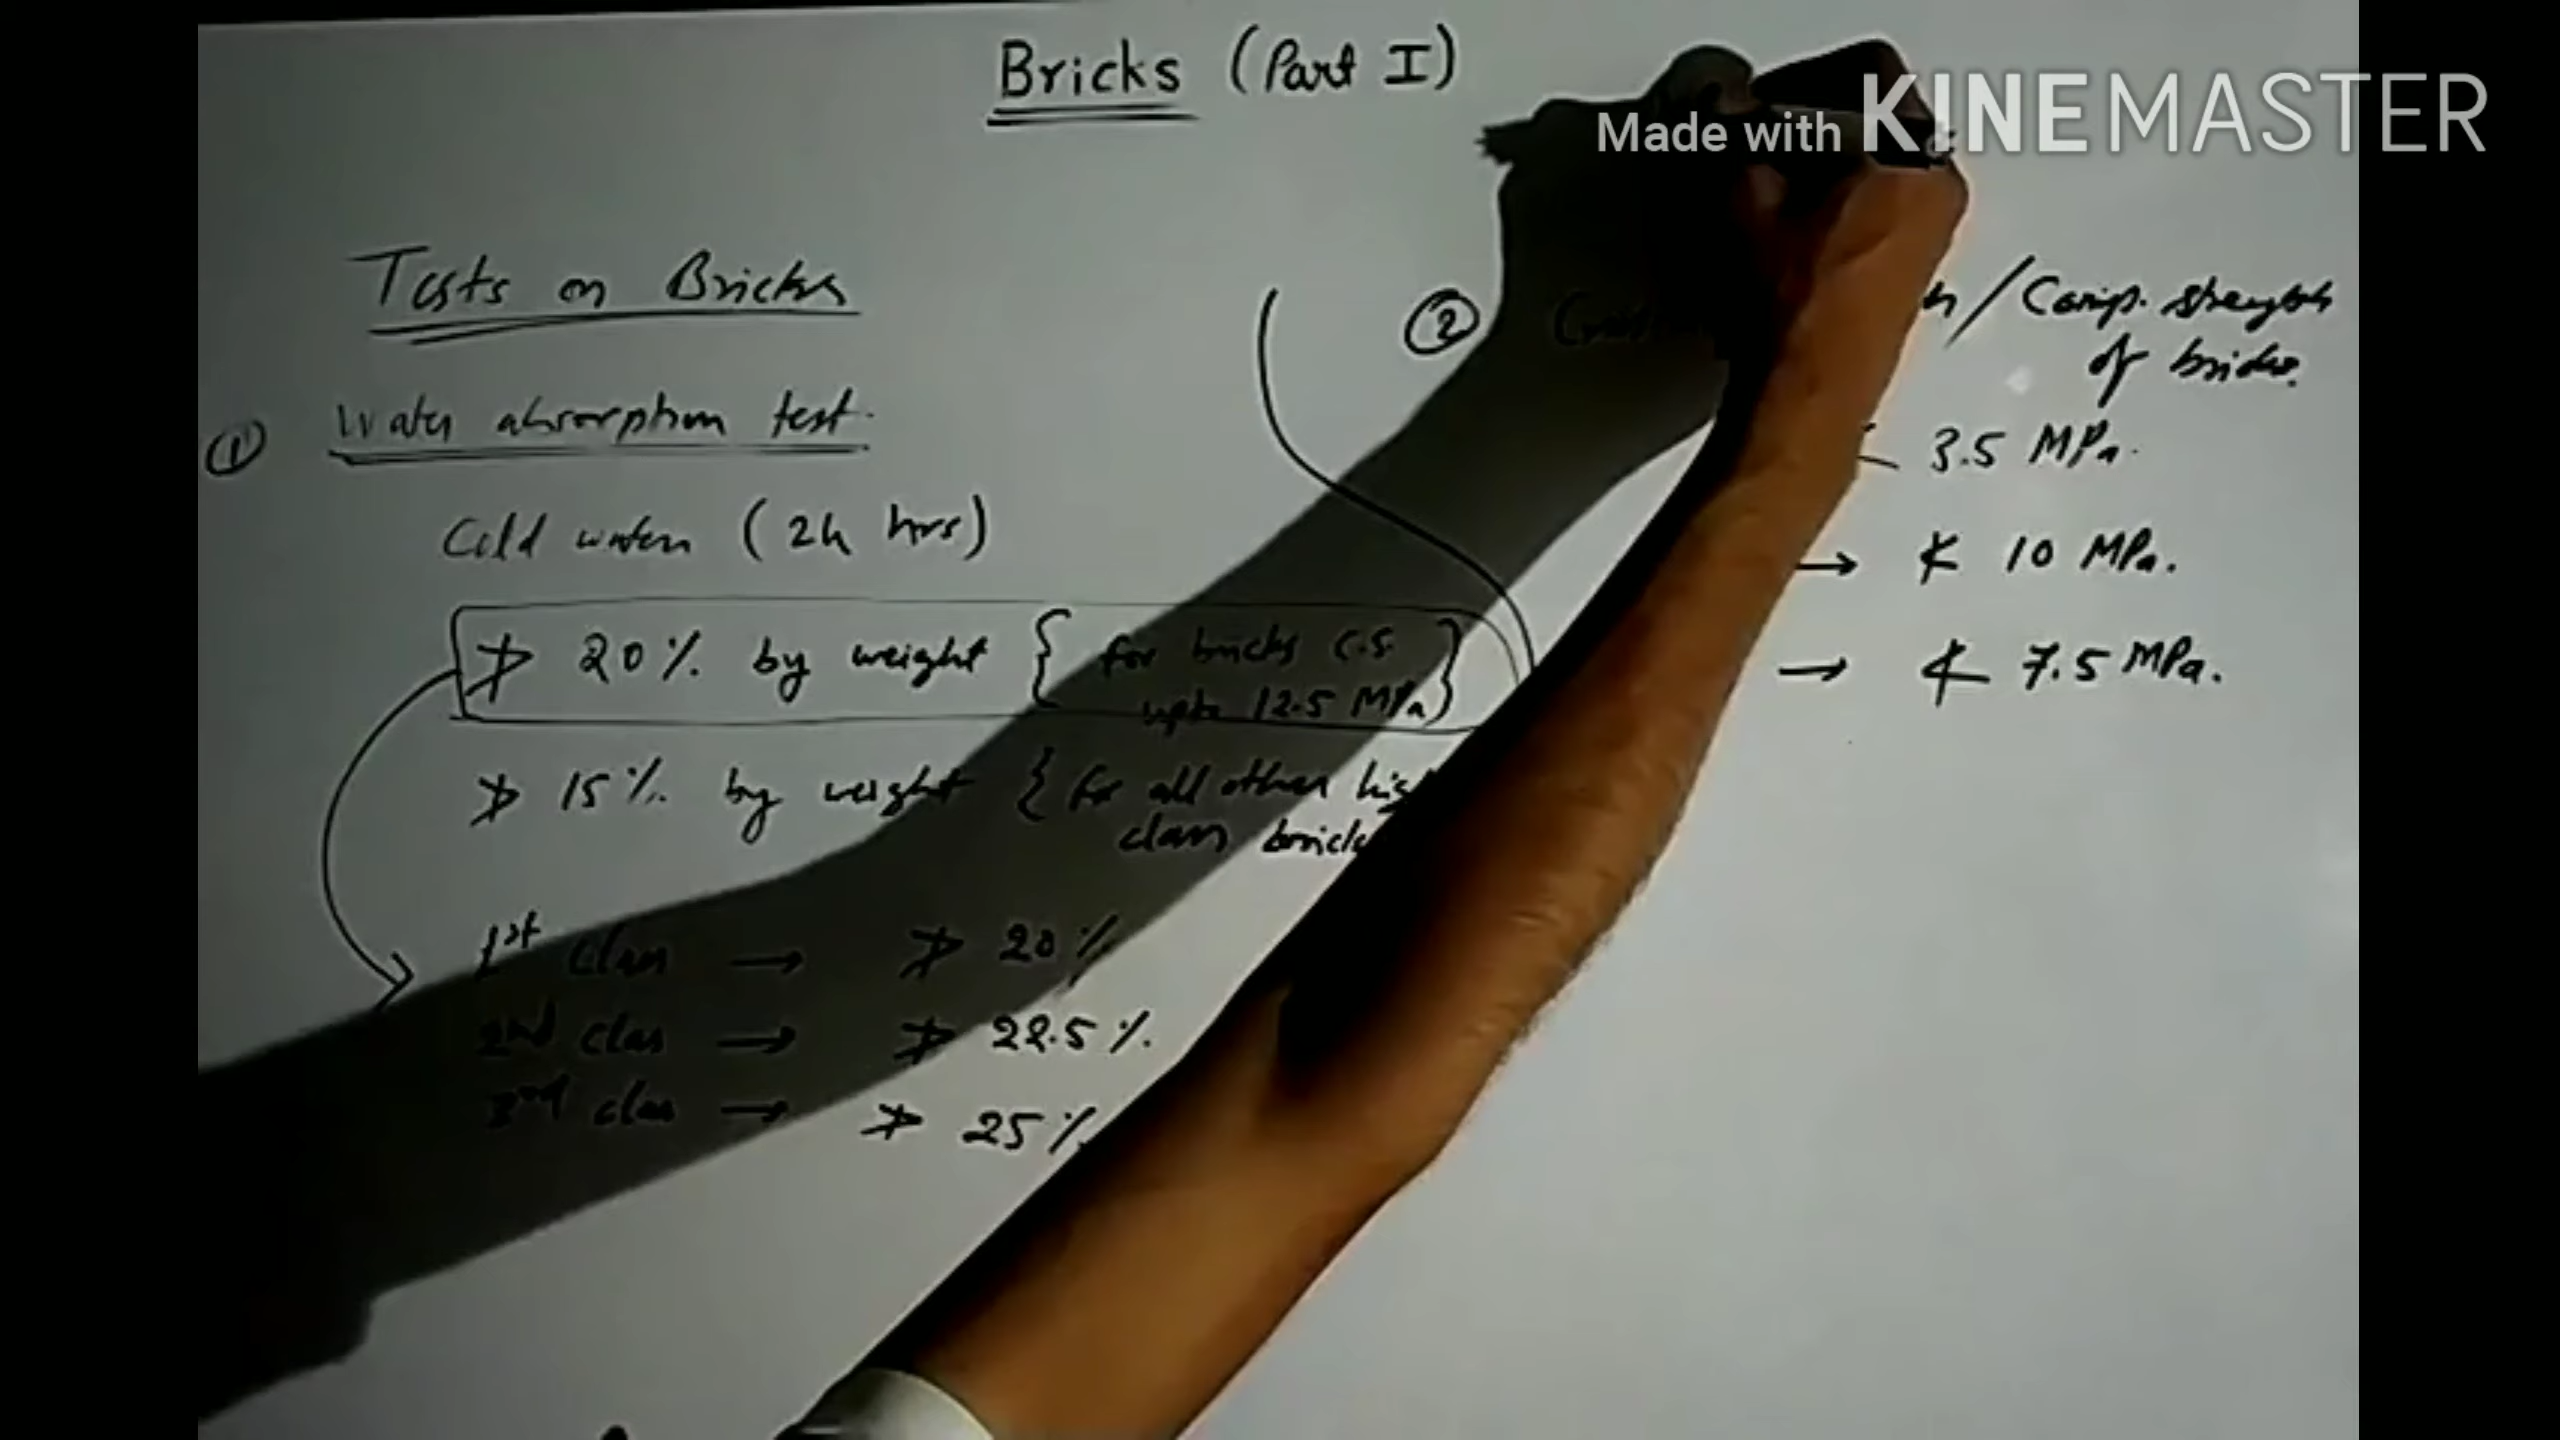 Bricks (Part I)
Made with KINEMASTER
Tests on Bricks
① Water absorption test.
Cold water (24 hrs)
≯ 20% by weight { for bricks C.S.
upto 12.5 MPa }
≯ 15% by weight { for all other
class
1st class → ≯ 20%
2nd class → ≯ 22.5%
3rd class → ≯ 25%
②
/ Comp. strength
of bricks.
3.5 MPa.
→ ≮ 10 MPa.
→ ≮ 7.5 MPa.